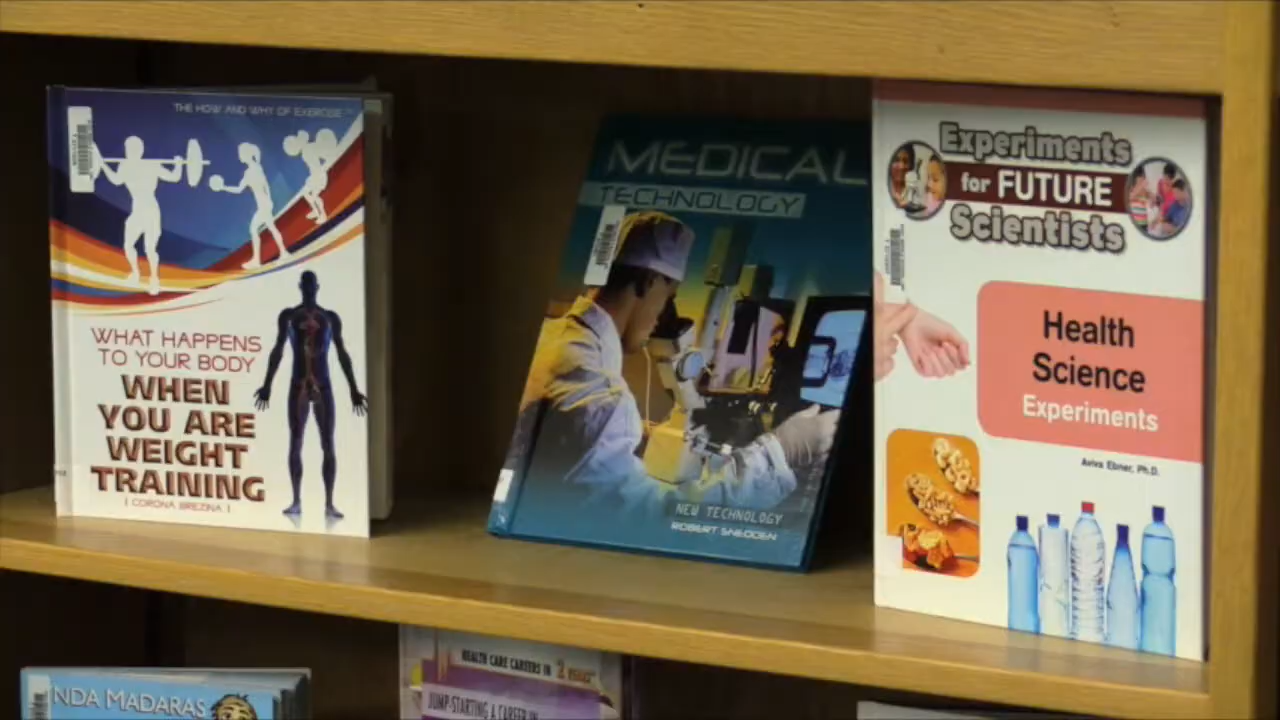 THE HOW AND WHY OF EXERCISE
WHAT HAPPENS
TO YOUR BODY
WHEN
YOU ARE
WEIGHT
TRAINING
[ CORONA BREZINA ]
MEDICAL
TECHNOLOGY
NEW TECHNOLOGY
ROBERT SNEDDEN
Experiments
for FUTURE
Scientists
Health
Science
Experiments
Aviva Ebner, Ph.D.
NDA MADARAS
HEALTH CARE CAREERS IN 2 YEARS
JUMP-STARTING A CAREER IN